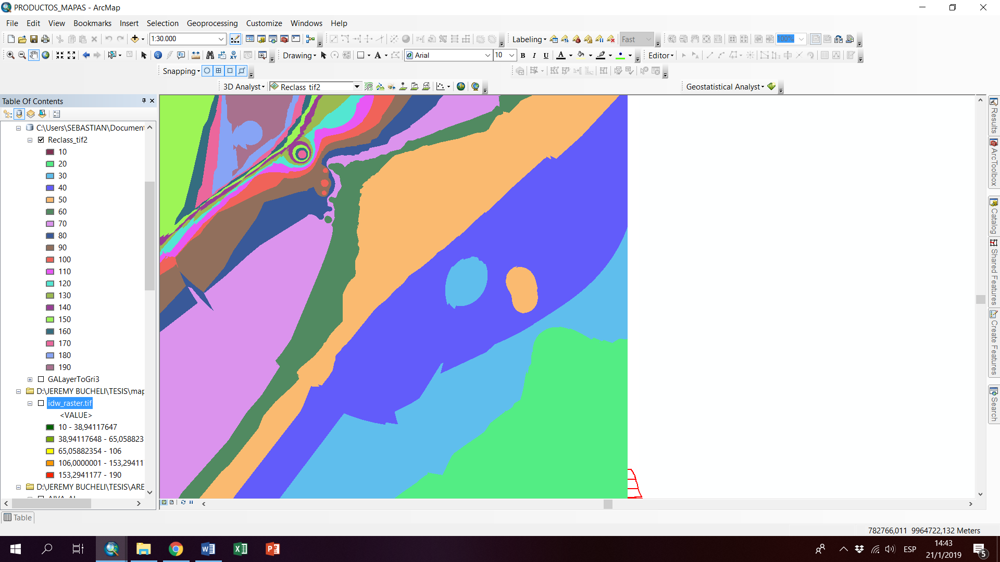 PRODUCTOS_MAPAS - ArcMap
File Edit View Bookmarks Insert Selection Geoprocessing Customize Windows Help
1:30.000 Labeling Fast 100%
Drawing Arial 10 B I U A Editor
Snapping
3D Analyst Reclass_tif2 Geostatistical Analyst
Table Of Contents
C:\Users\SEBASTIAN\Document
Reclass_tif2
10
20
30
40
50
60
70
80
90
100
110
120
130
140
150
160
170
180
190
GALayerToGri3
D:\JEREMY BUCHELI\TESIS\map
idw_raster.tif
<VALUE>
10 - 38,94117647
38,94117648 - 65,058823
65,05882354 - 106
106,0000001 - 153,29411
153,2941177 - 190
D:\JEREMY BUCHELI\TESIS\ARE
Table
Results
ArcToolbox
Catalog
Shared Features
Create Features
Search
782766,011 9964722,132 Meters
ESP
14:43
21/1/2019
5